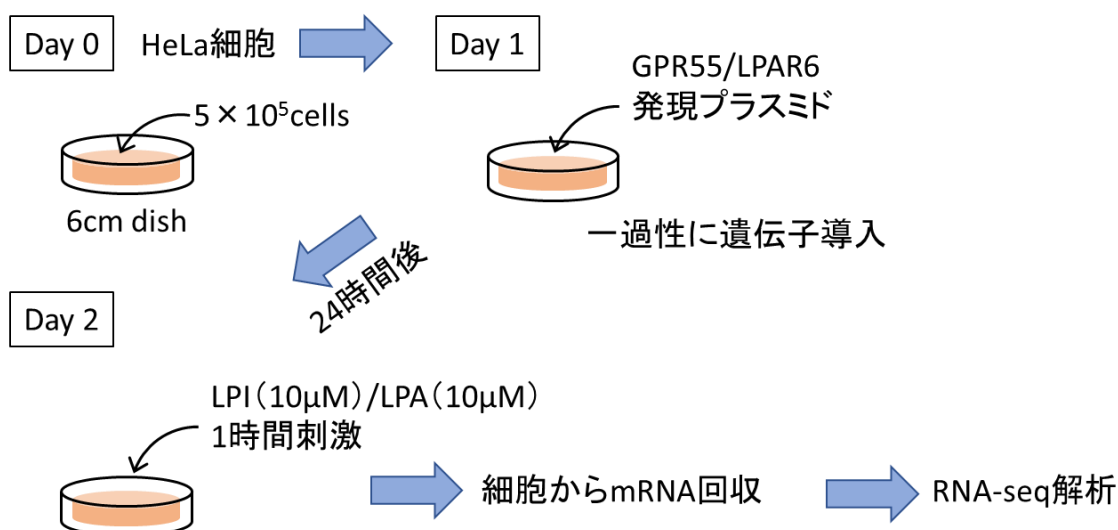 Day 0
HeLa細胞
Day 1
5×10⁵cells
6cm dish
GPR55/LPAR6
発現プラスミド
一過性に遺伝子導入
24時間後
Day 2
LPI（10μM）/LPA（10μM）
1時間刺激
細胞からmRNA回収
RNA-seq解析